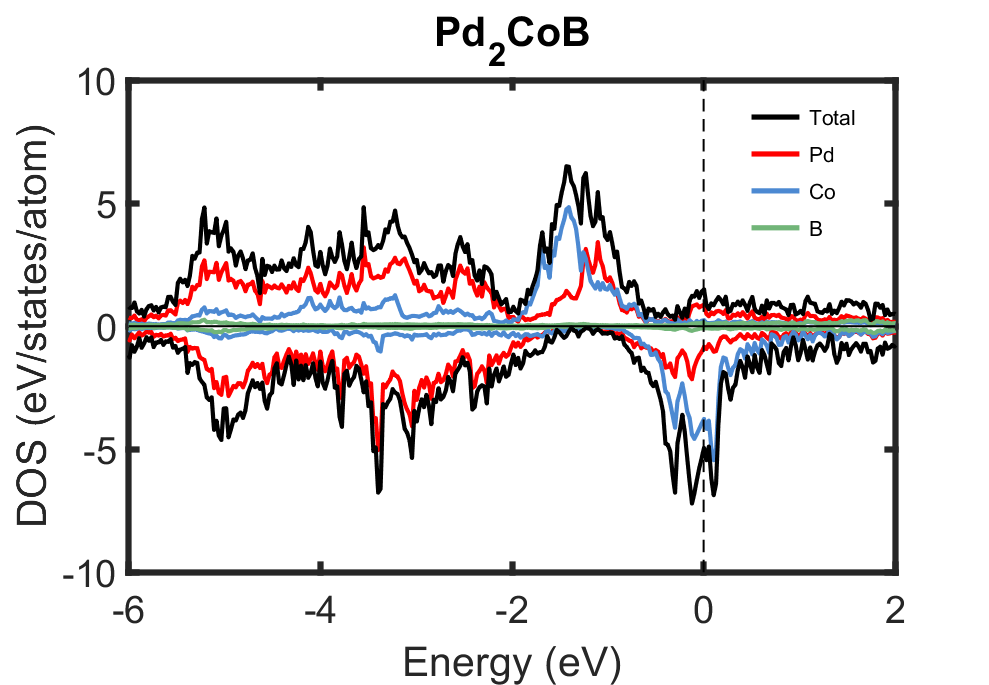 Pd2CoB
10
5
0
-5
-10
DOS (eV/states/atom)
Total
Pd
Co
B
-6
-4
-2
0
2
Energy (eV)